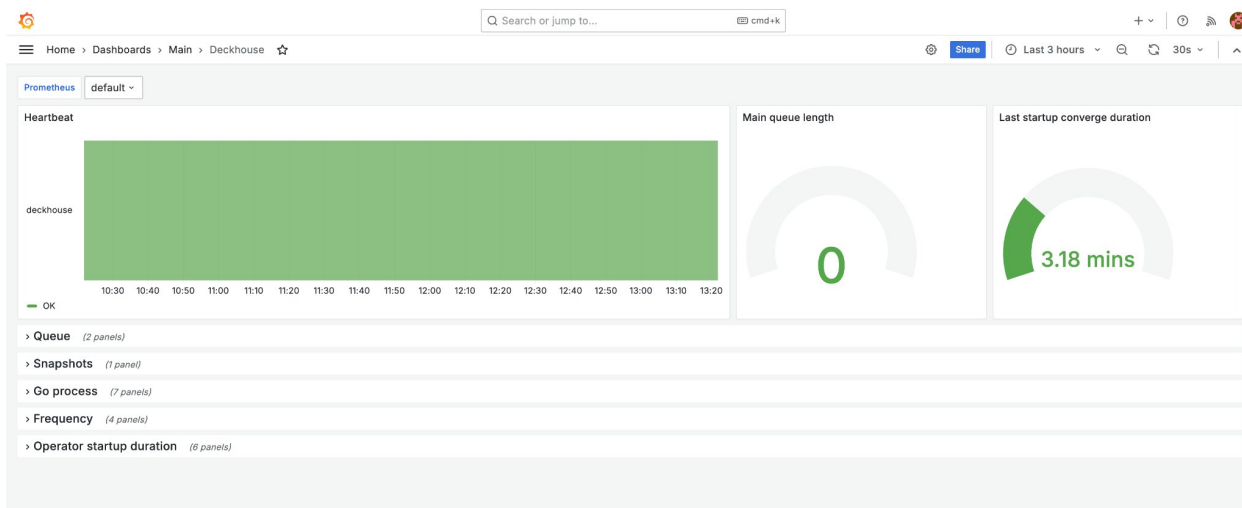 Search or jump to... cmd+k
Home › Dashboards › Main › Deckhouse Share Last 3 hours 30s
Prometheus default
Heartbeat
deckhouse
10:30 10:40 10:50 11:00 11:10 11:20 11:30 11:40 11:50 12:00 12:10 12:20 12:30 12:40 12:50 13:00 13:10 13:20
OK
Main queue length
0
Last startup converge duration
3.18 mins
› Queue (2 panels)
› Snapshots (1 panel)
› Go process (7 panels)
› Frequency (4 panels)
› Operator startup duration (6 panels)